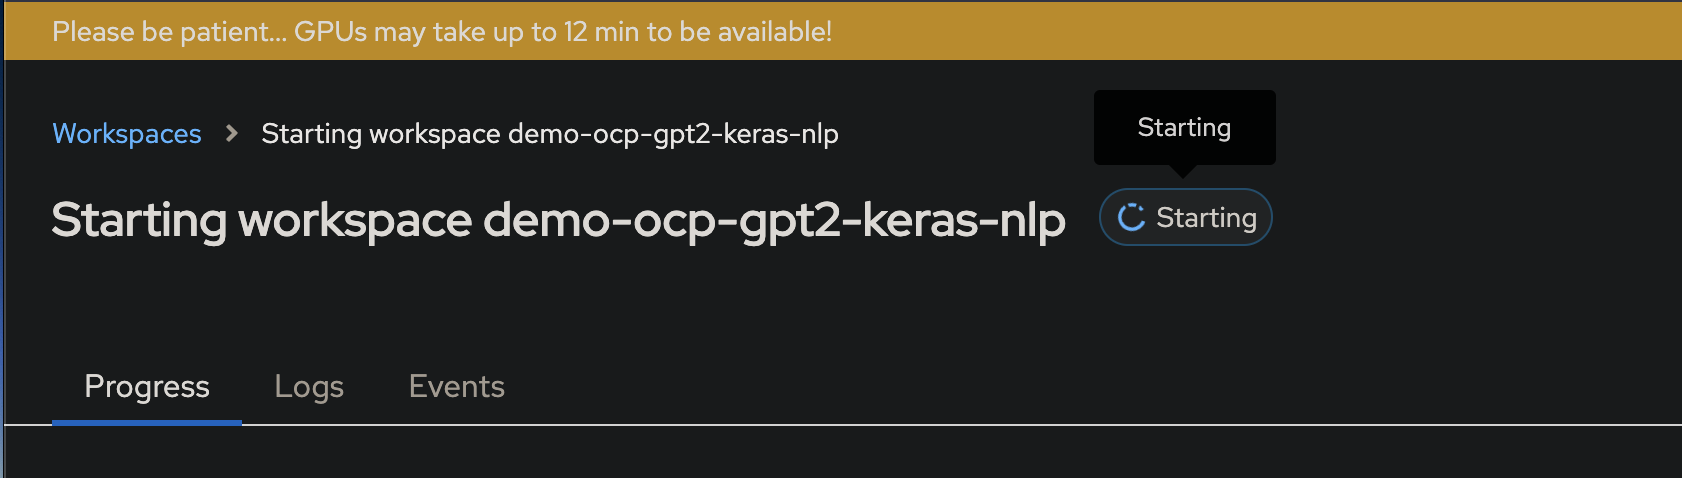 Please be patient... GPUs may take up to 12 min to be available!
Workspaces > Starting workspace demo-ocp-gpt2-keras-nlp
Starting
Starting workspace demo-ocp-gpt2-keras-nlp Starting
Progress Logs Events